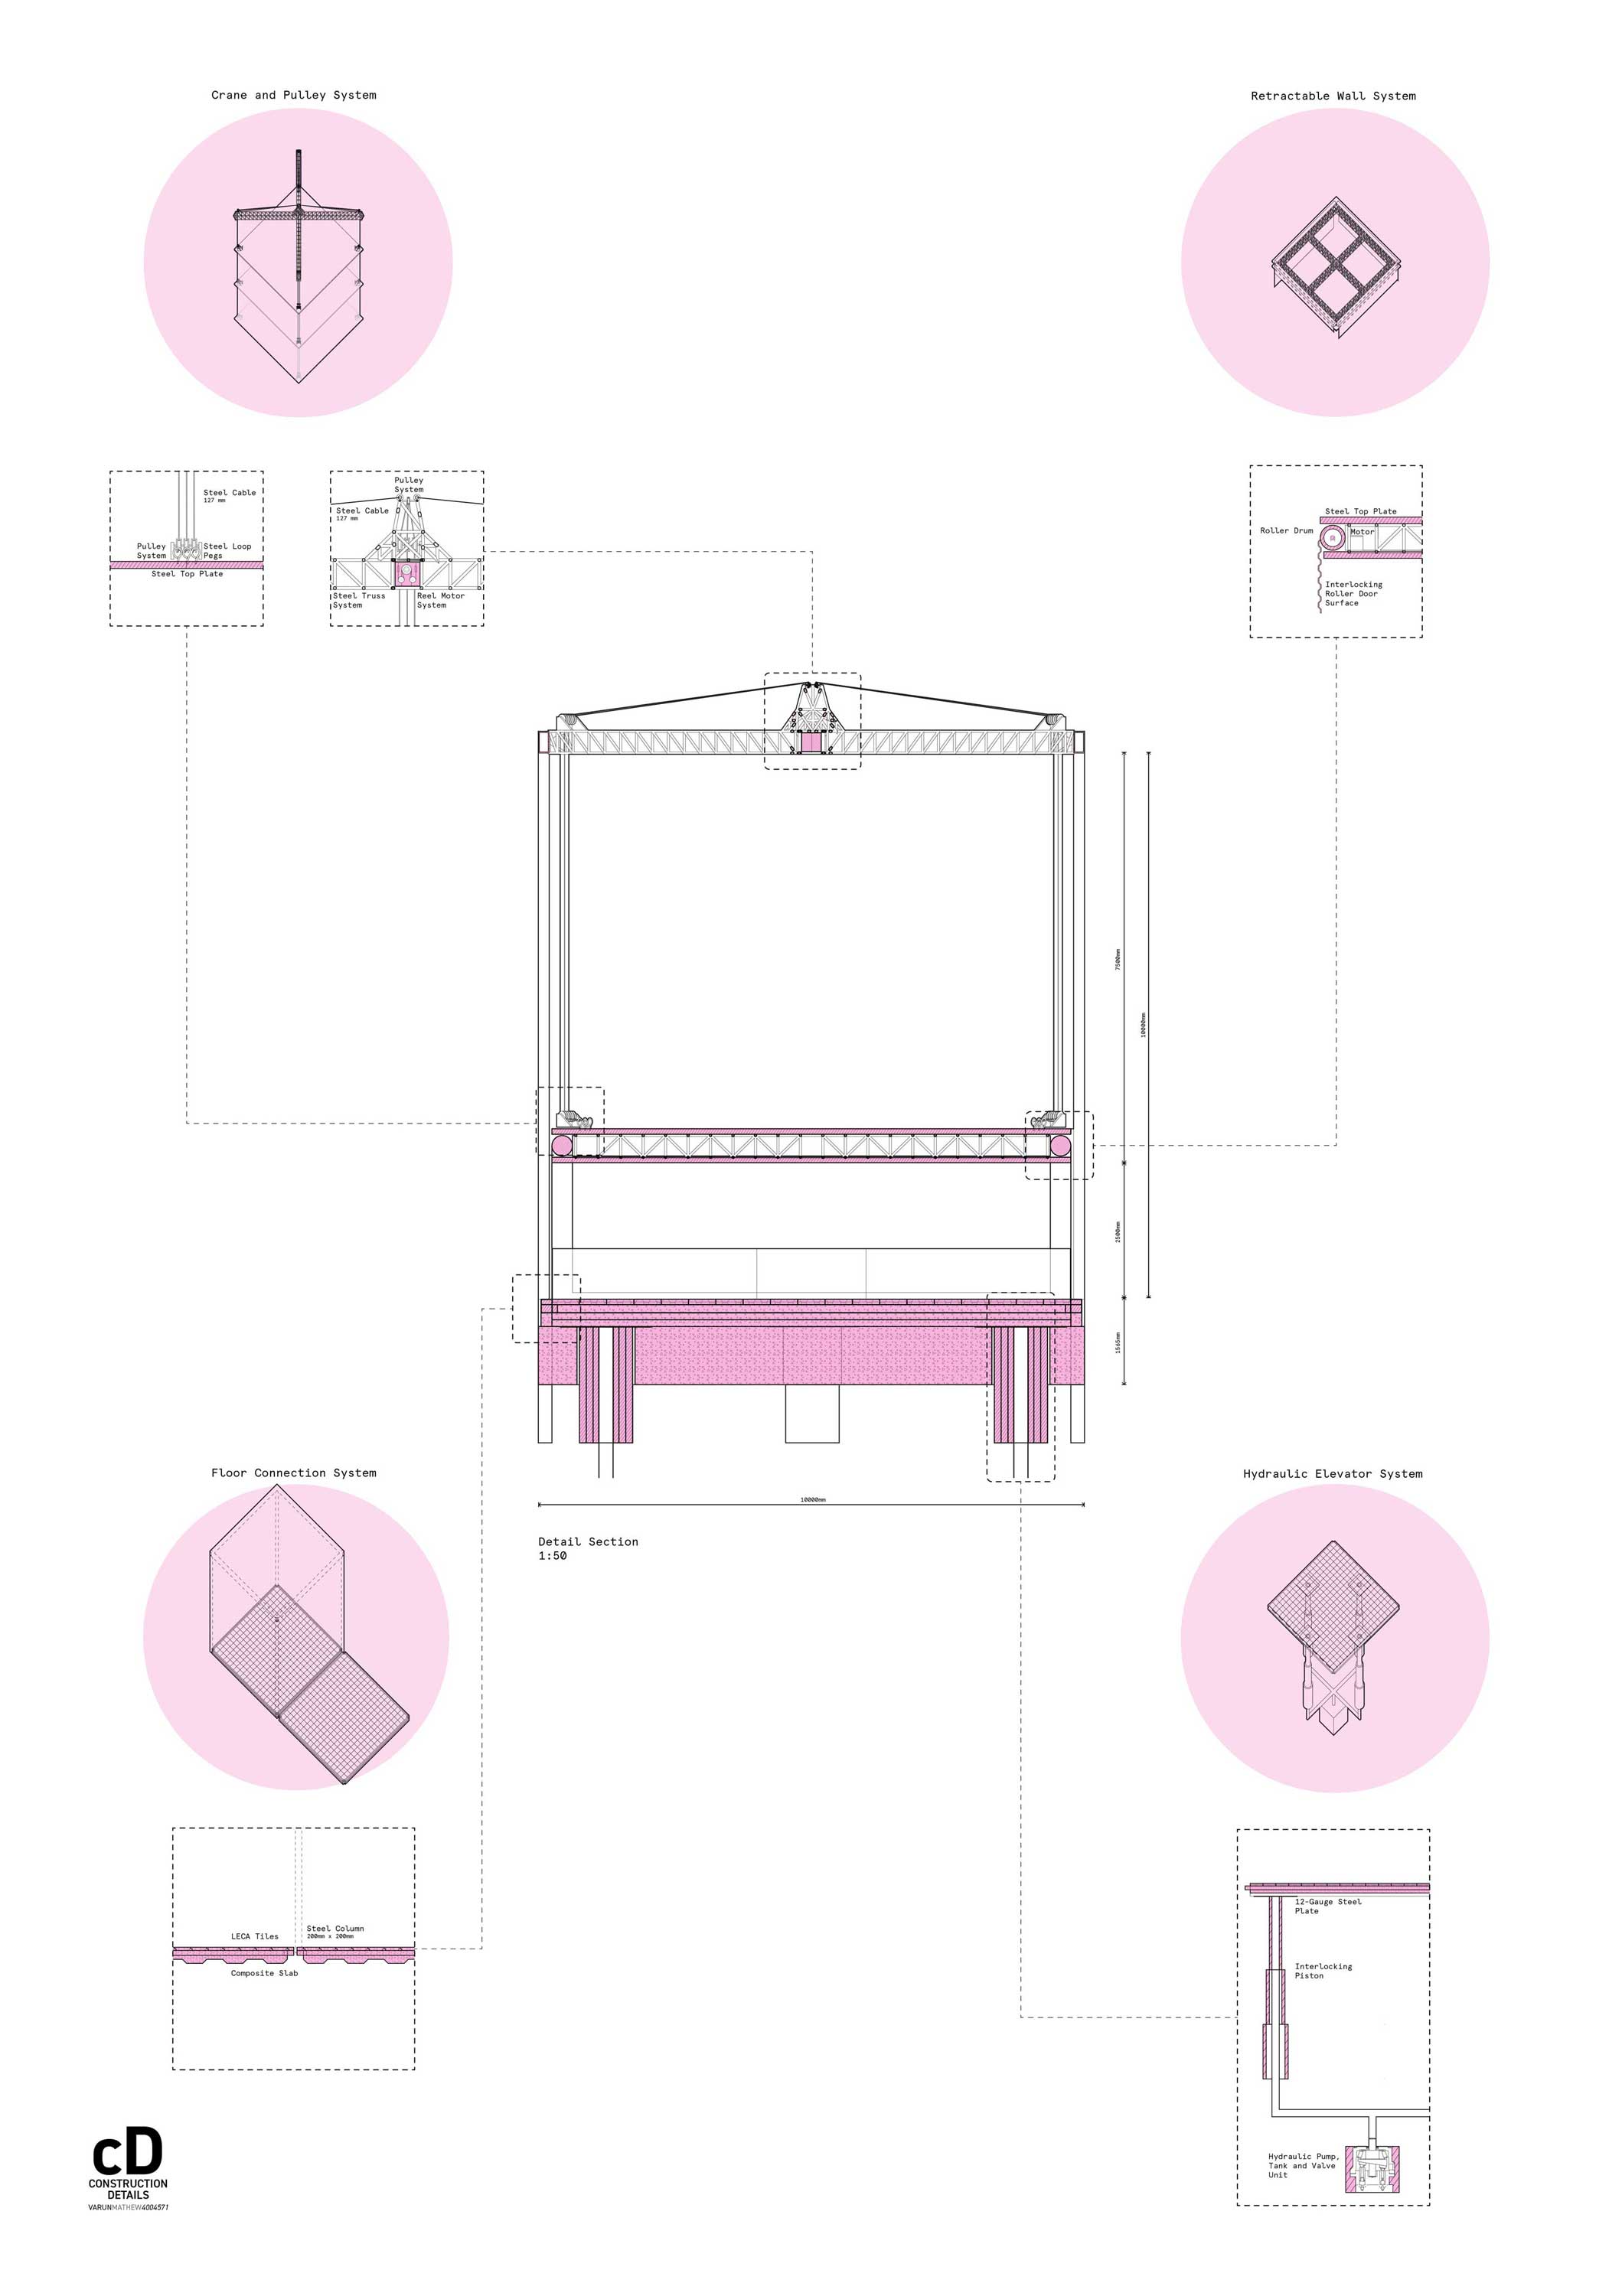 Crane and Pulley System
Retractable Wall System
Steel Cable
127 mm
Pulley
System
Steel Loop
Pegs
Steel Top Plate
Pulley
System
Steel Cable
127 mm
Steel Truss
System
Reel Motor
System
Steel Top Plate
Roller Drum
Motor
Interlocking
Roller Door
Surface
7500mm
10000mm
2500mm
1565mm
10000mm
Detail Section
1:50
Floor Connection System
Hydraulic Elevator System
LECA Tiles
Steel Column
200mm x 200mm
Composite Slab
12-Gauge Steel
Plate
Interlocking
Piston
Hydraulic Pump,
Tank and Valve
Unit
cD
CONSTRUCTION
DETAILS
VARUNMATHEW4004571